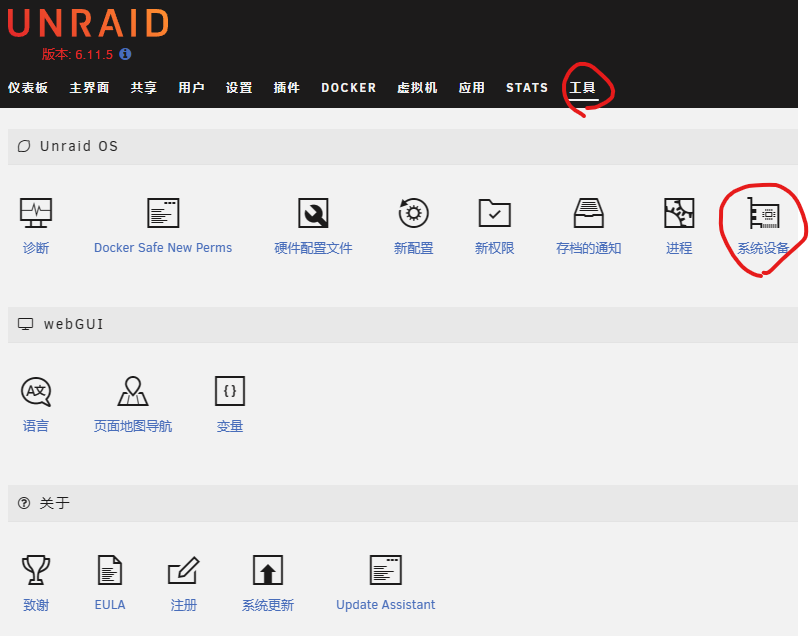 UNRAID
版本: 6.11.5
仪表板 主界面 共享 用户 设置 插件 DOCKER 虚拟机 应用 STATS 工具
Unraid OS
诊断 Docker Safe New Perms 硬件配置文件 新配置 新权限 存档的通知 进程 系统设备
webGUI
语言 页面地图导航 变量
关于
致谢 EULA 注册 系统更新 Update Assistant